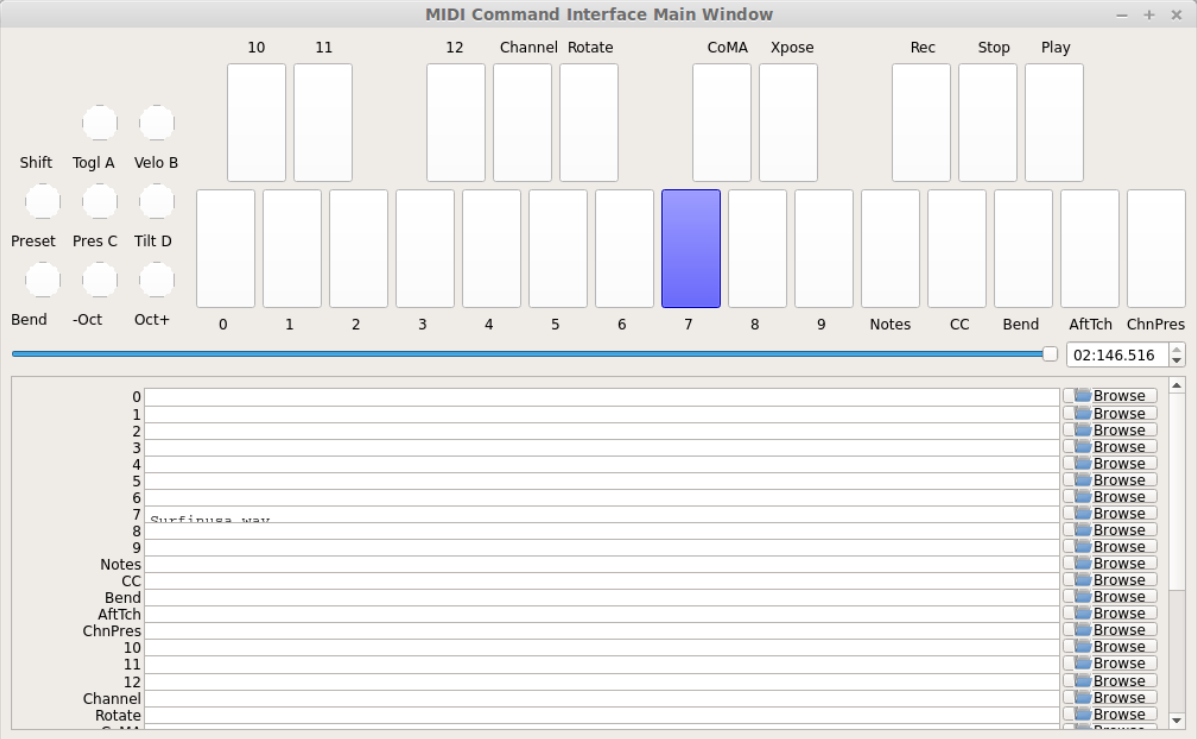 MIDI Command Interface Main Window
10 11 12 Channel Rotate CoMA Xpose Rec Stop Play
Shift Togl A Velo B
Preset Pres C Tilt D
Bend -Oct Oct+
0 1 2 3 4 5 6 7 8 9 Notes CC Bend AftTch ChnPres
02:146.516
0 Browse
1 Browse
2 Browse
3 Browse
4 Browse
5 Browse
6 Browse
7 Surfinusa.wav Browse
8 Browse
9 Browse
Notes Browse
CC Browse
Bend Browse
AftTch Browse
ChnPres Browse
10 Browse
11 Browse
12 Browse
Channel Browse
Rotate Browse
CoMA Browse